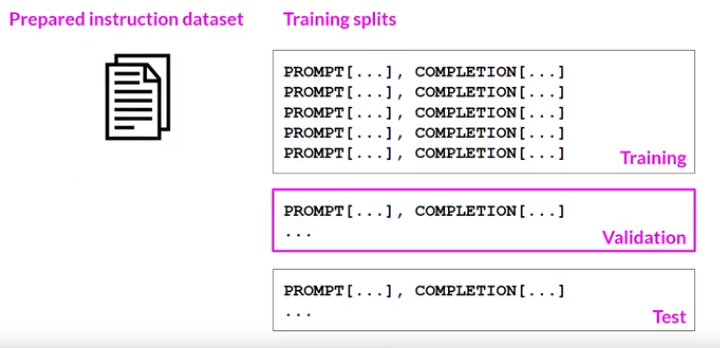 Prepared instruction dataset
Training splits
PROMPT[...], COMPLETION[...]
PROMPT[...], COMPLETION[...]
PROMPT[...], COMPLETION[...]
PROMPT[...], COMPLETION[...]
PROMPT[...], COMPLETION[...]
Training
PROMPT[...], COMPLETION[...]
...
Validation
PROMPT[...], COMPLETION[...]
...
Test